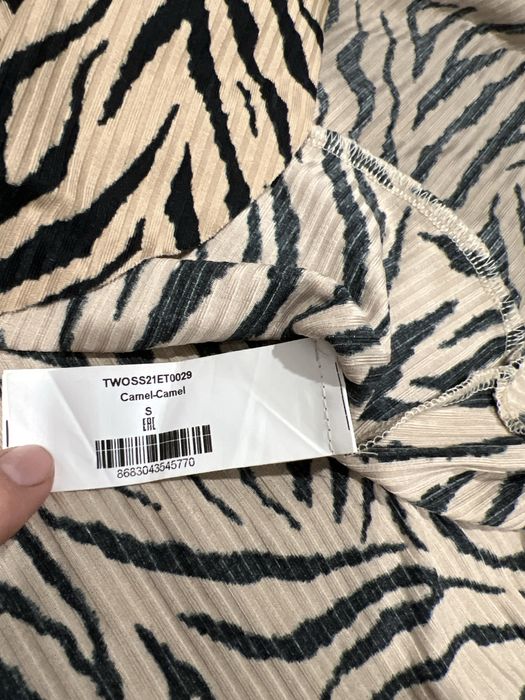 TWOSS21ET0029
Camel-Camel
S
EAC
8683043545770